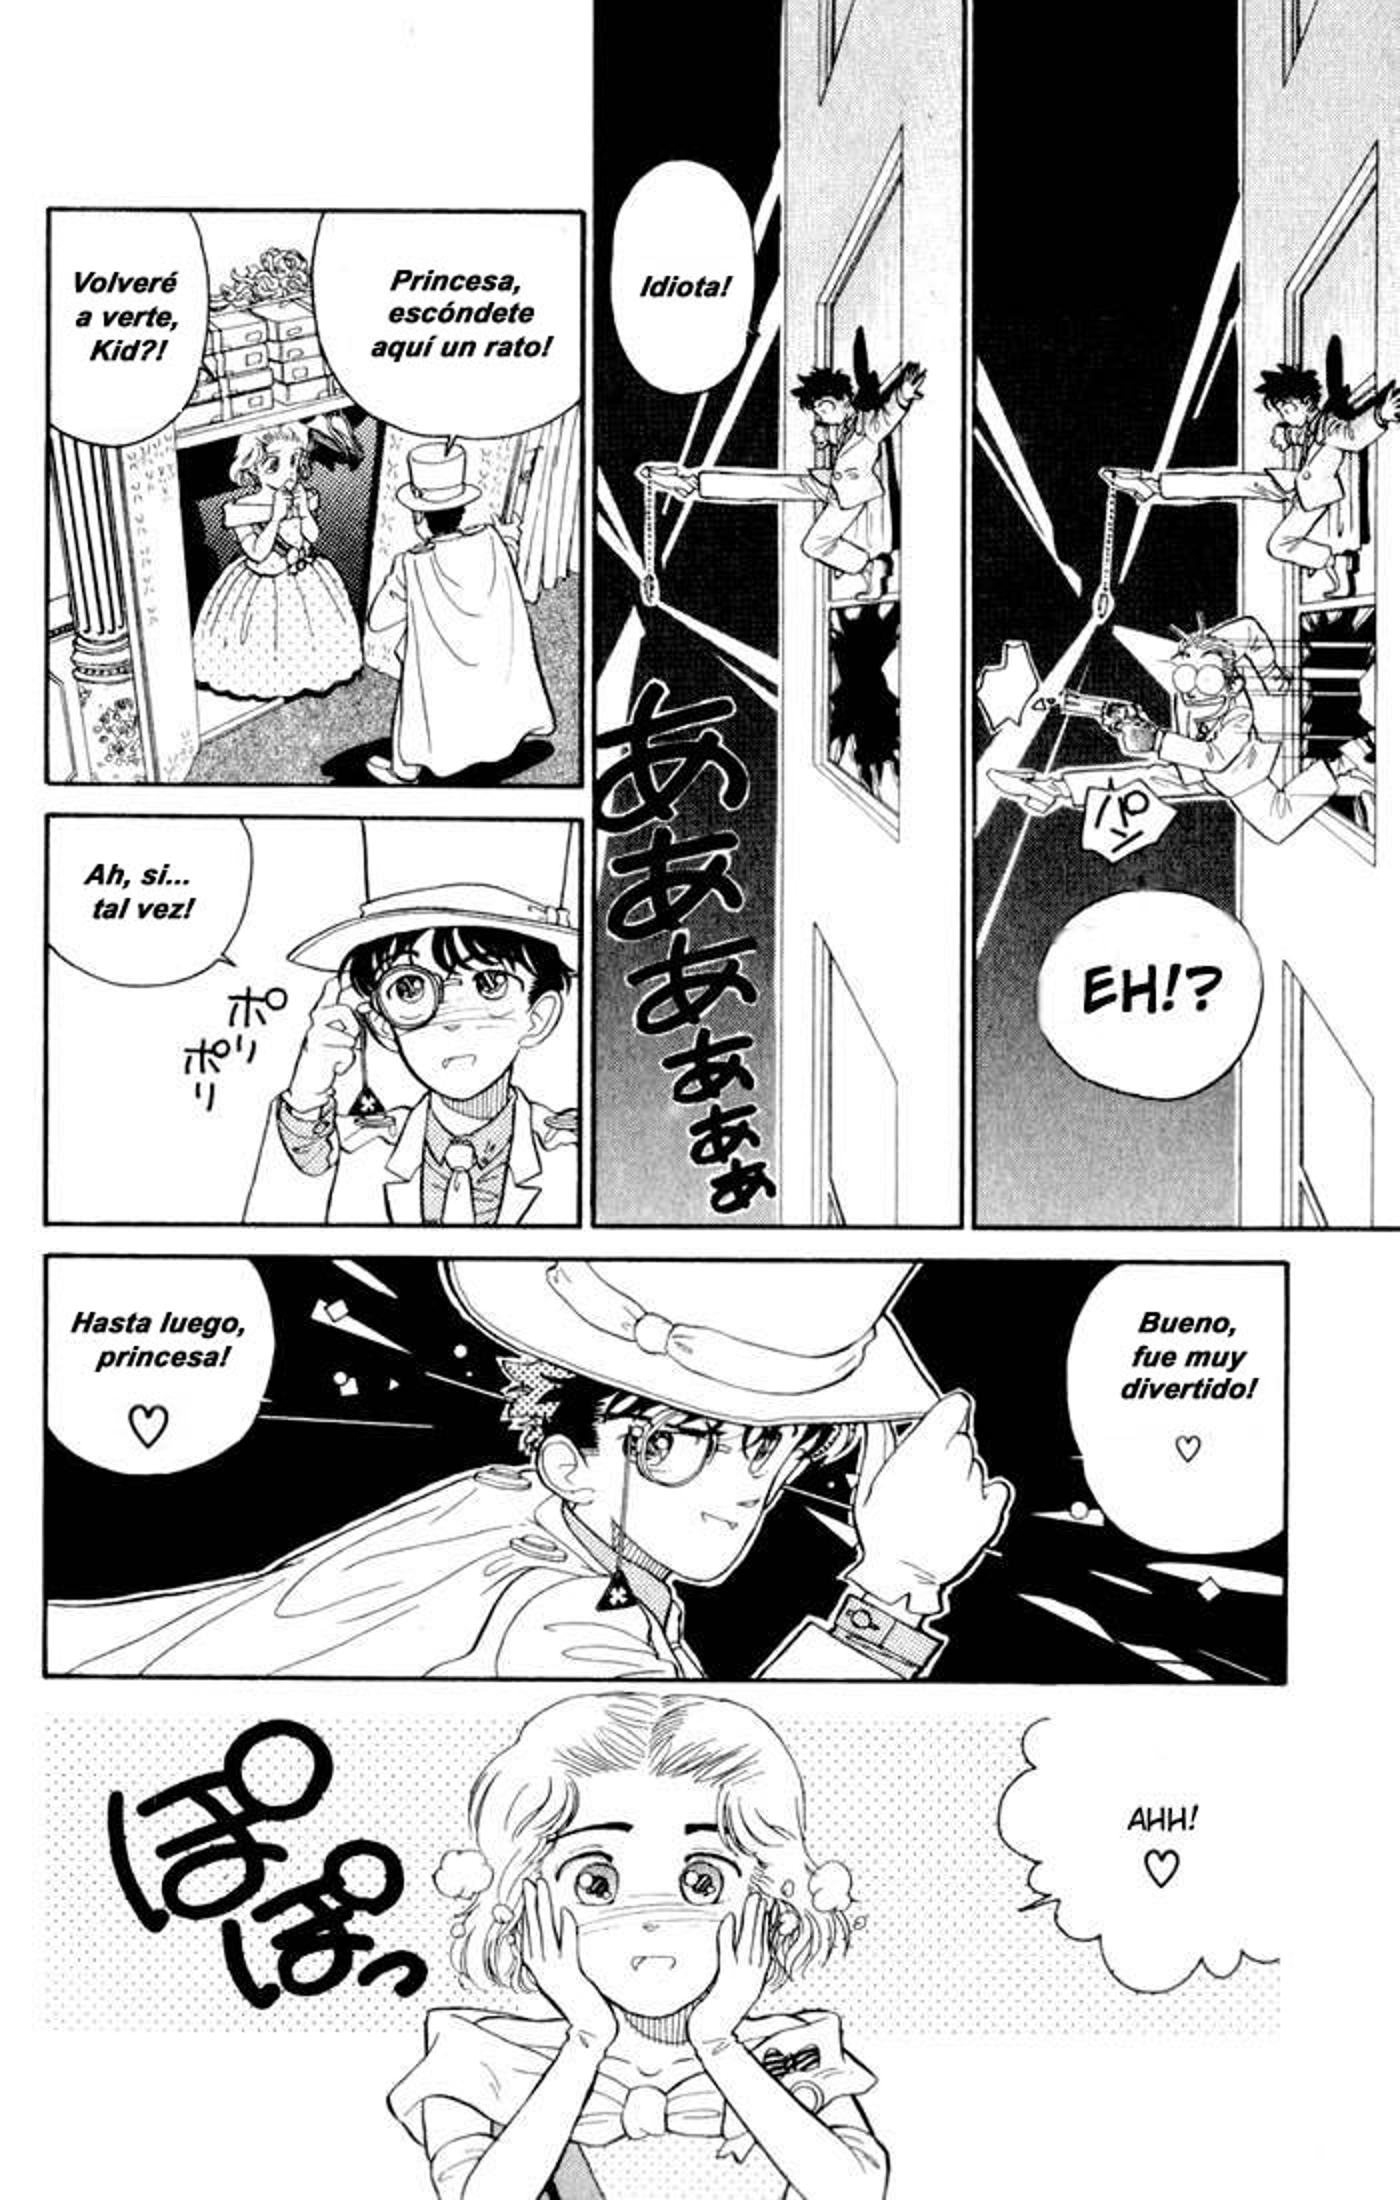 パン
EH!?
Idiota!
あああああぁ
Princesa,
escóndete
aquí un rato!
Volveré
a verte,
Kid?!
Ah, si...
tal vez!
ポリ
ポリ
Bueno,
fue muy
divertido!
♡
Hasta luego,
princesa!
♡
AHH!
♡
ぽぽっ